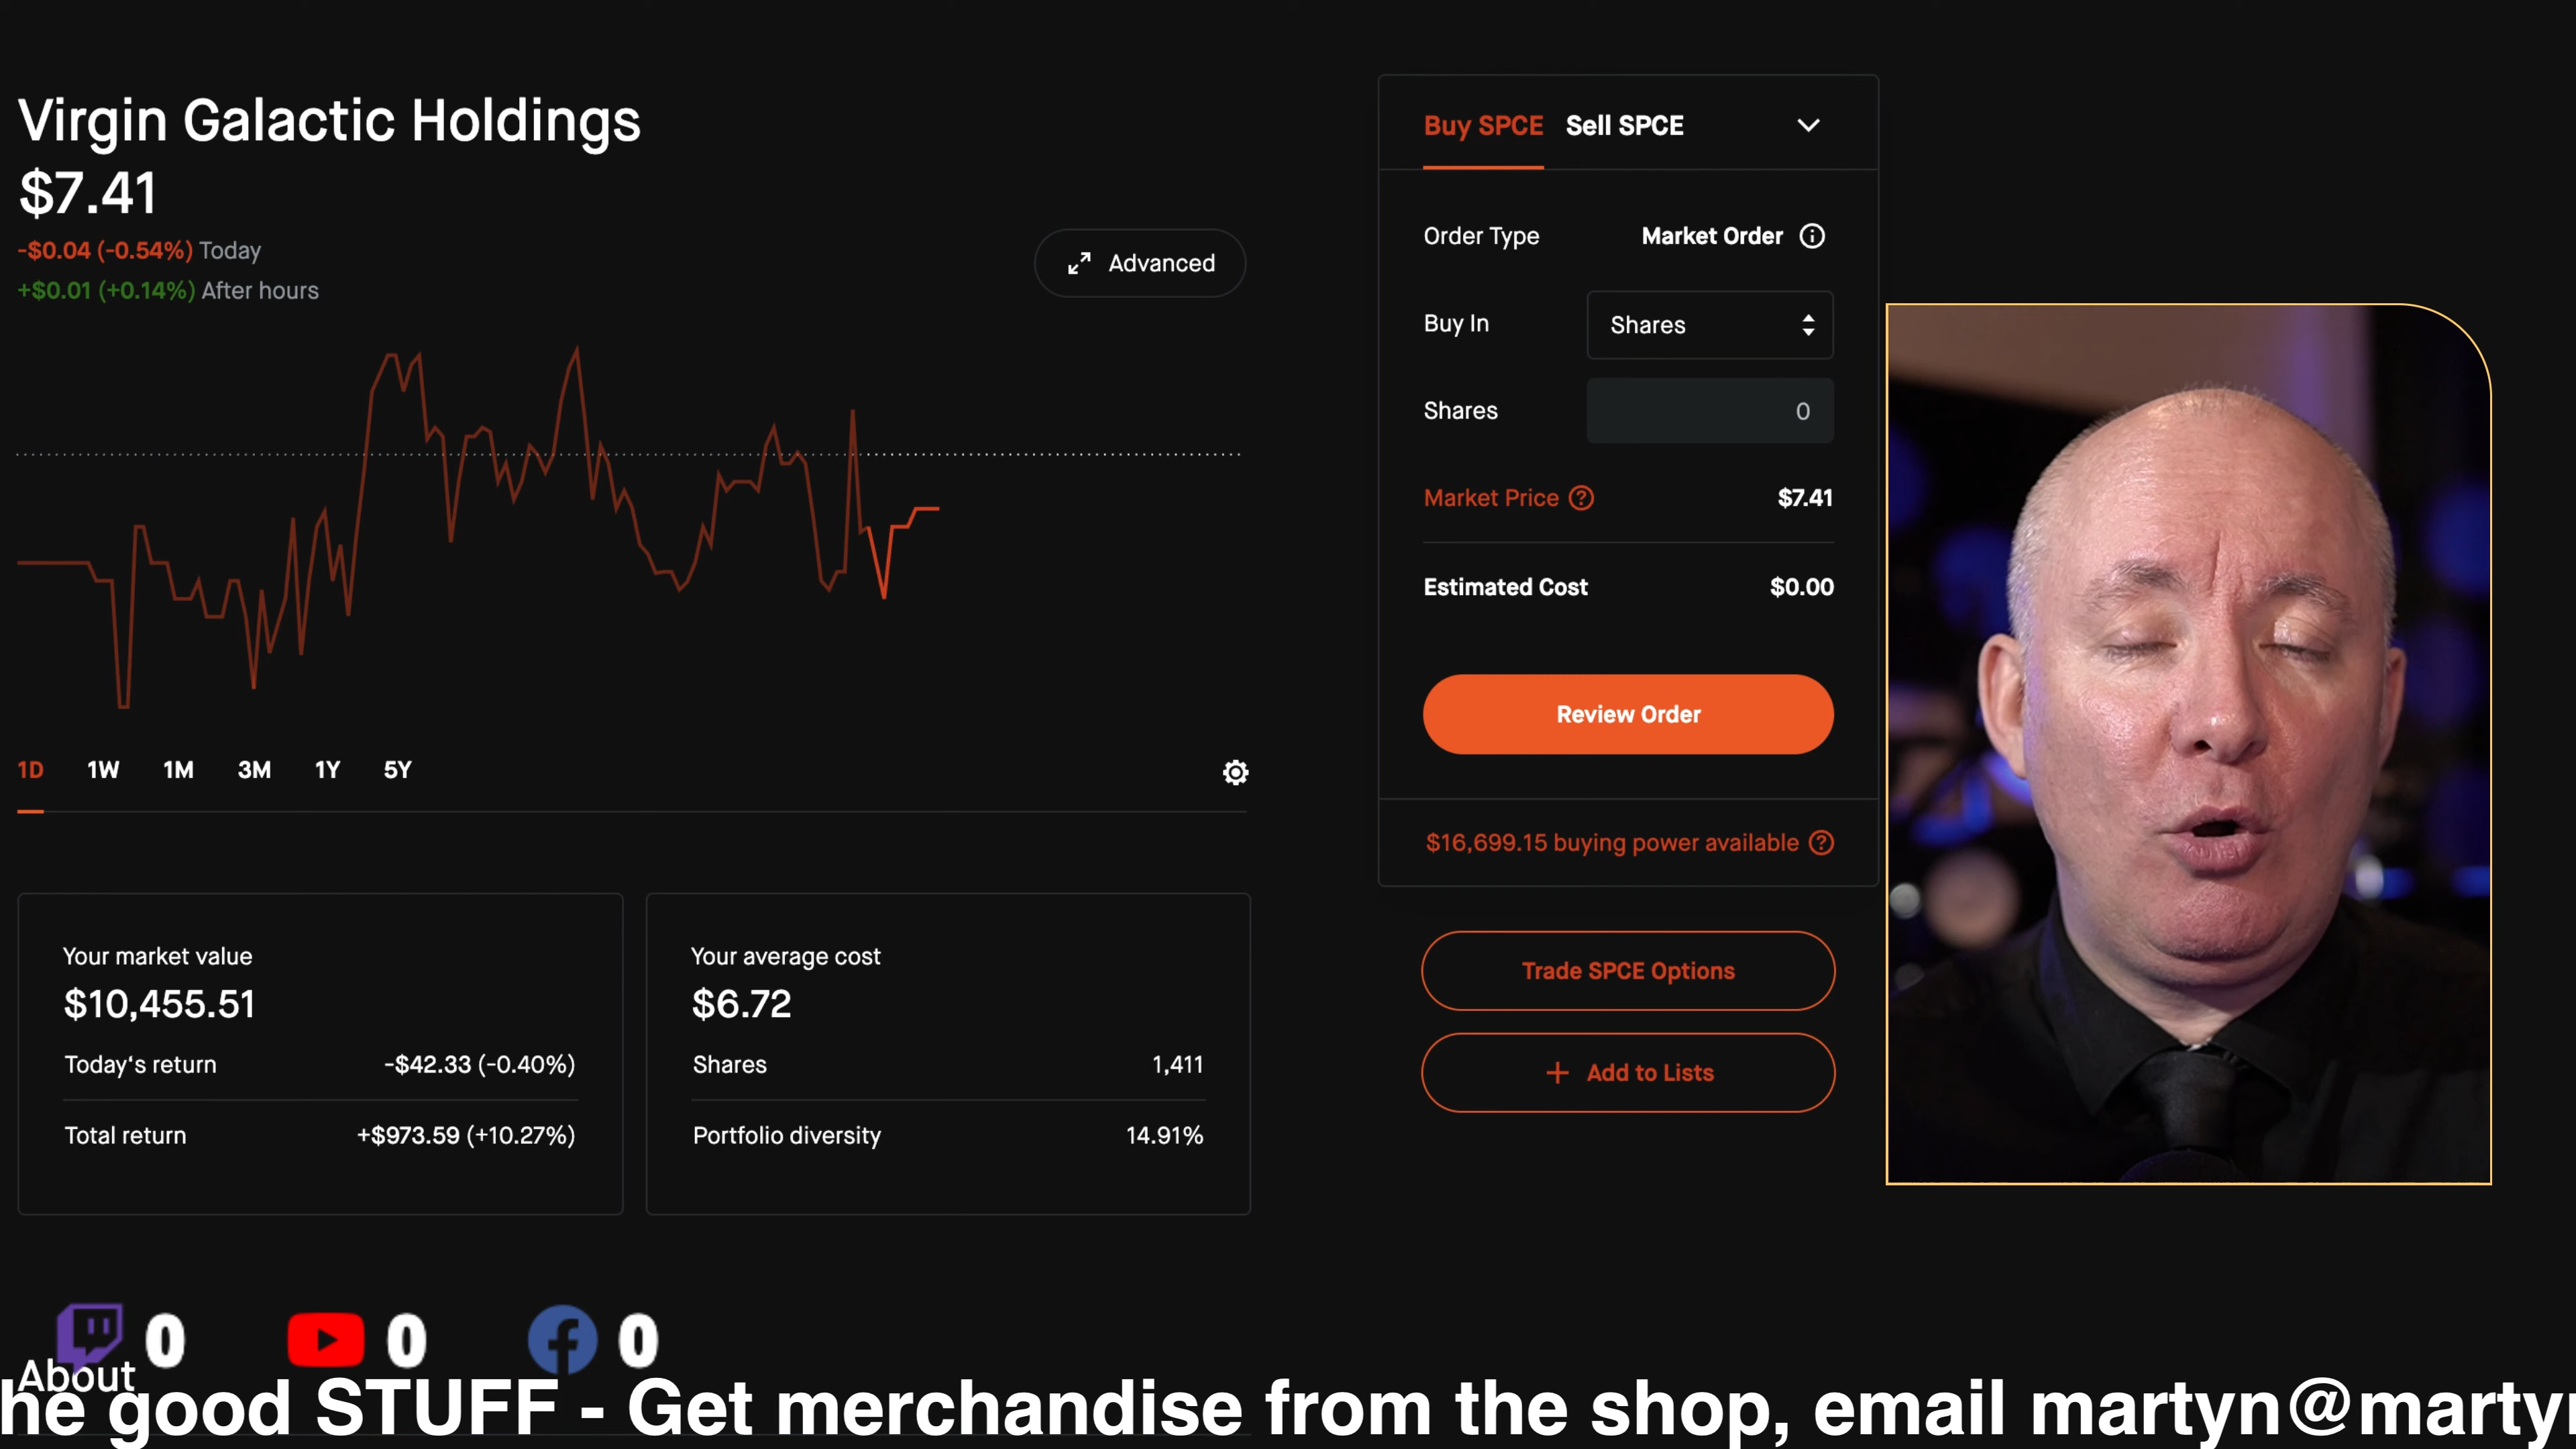 Virgin Galactic Holdings
$7.41
-$0.04 (-0.54%) Today
+$0.01 (+0.14%) After hours
Advanced
1D 1W 1M 3M 1Y 5Y
Your market value
$10,455.51
Today's return -$42.33 (-0.40%)
Total return +$973.59 (+10.27%)
Your average cost
$6.72
Shares 1,411
Portfolio diversity 14.91%
Buy SPCE Sell SPCE
Order Type Market Order
Buy In Shares
Shares 0
Market Price $7.41
Estimated Cost $0.00
Review Order
$16,699.15 buying power available
Trade SPCE Options
+ Add to Lists
0 0 0
About
he good STUFF - Get merchandise from the shop, email martyn@marty